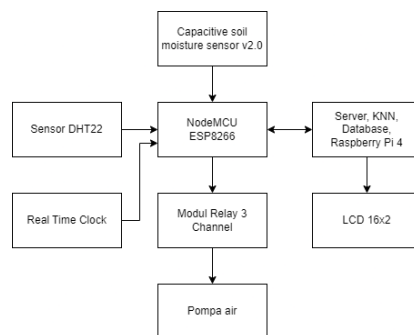 Capacitive soil
moisture sensor v2.0
Sensor DHT22
NodeMCU
ESP8266
Server, KNN,
Database,
Raspberry Pi 4
Real Time Clock
Modul Relay 3
Channel
LCD 16x2
Pompa air